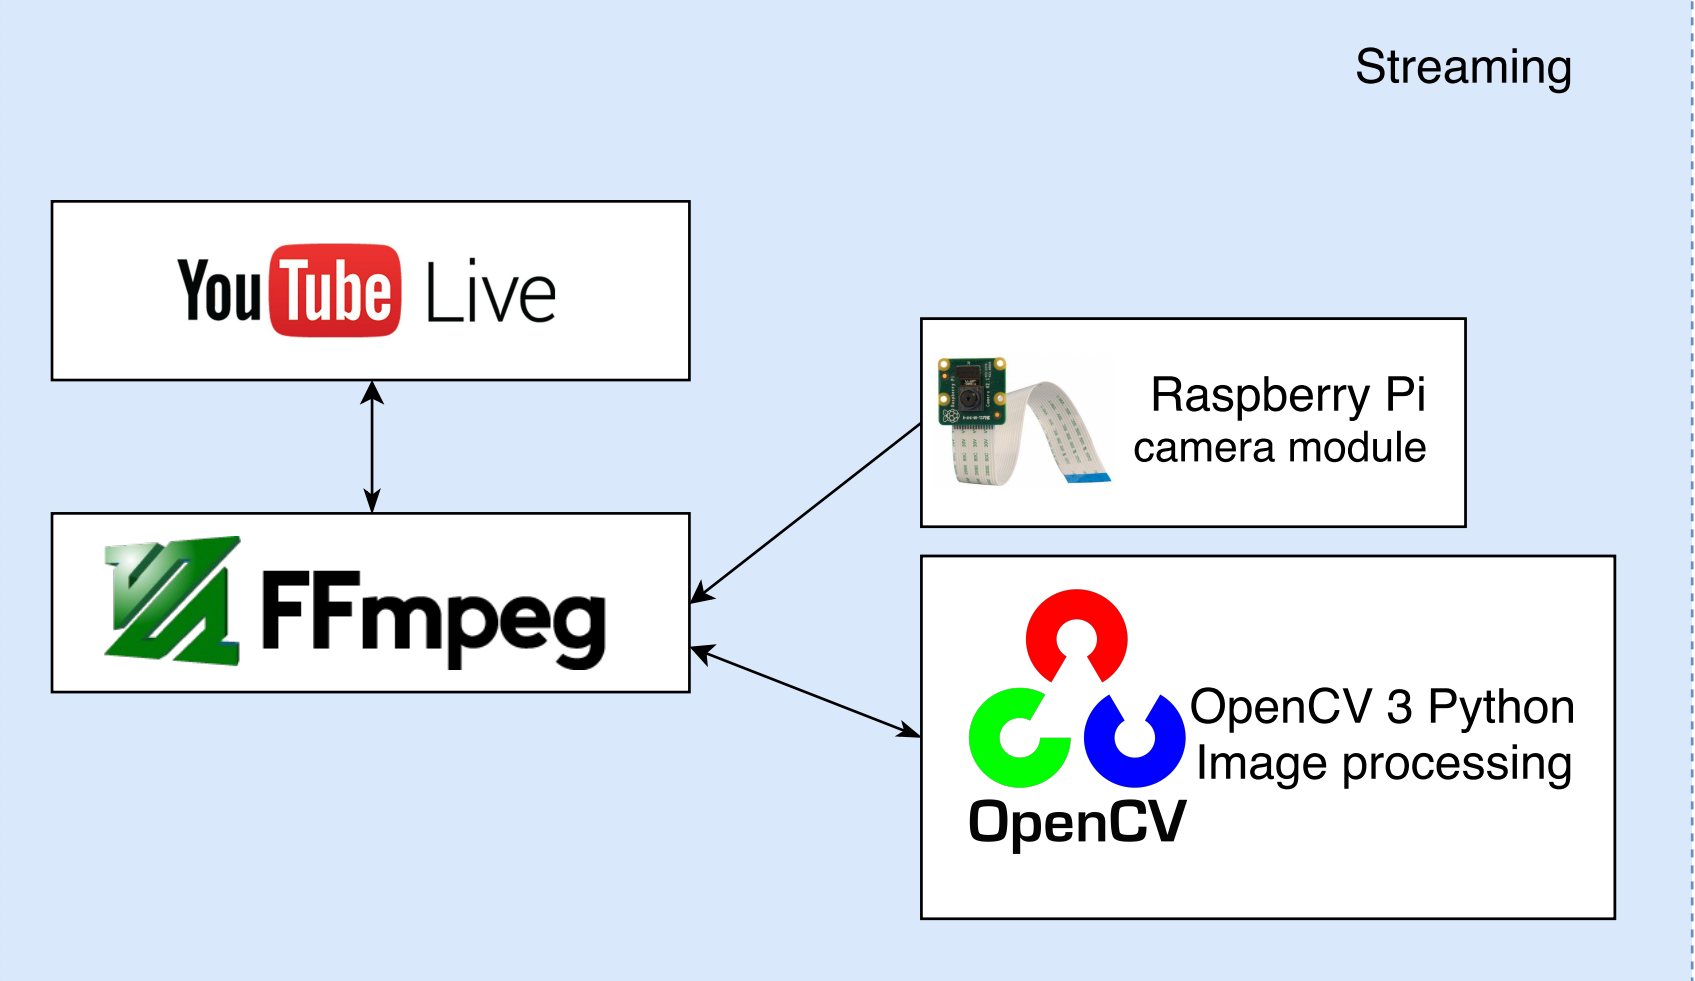 Streaming
YouTube Live
Raspberry Pi
camera module
FFmpeg
OpenCV 3 Python
Image processing
OpenCV